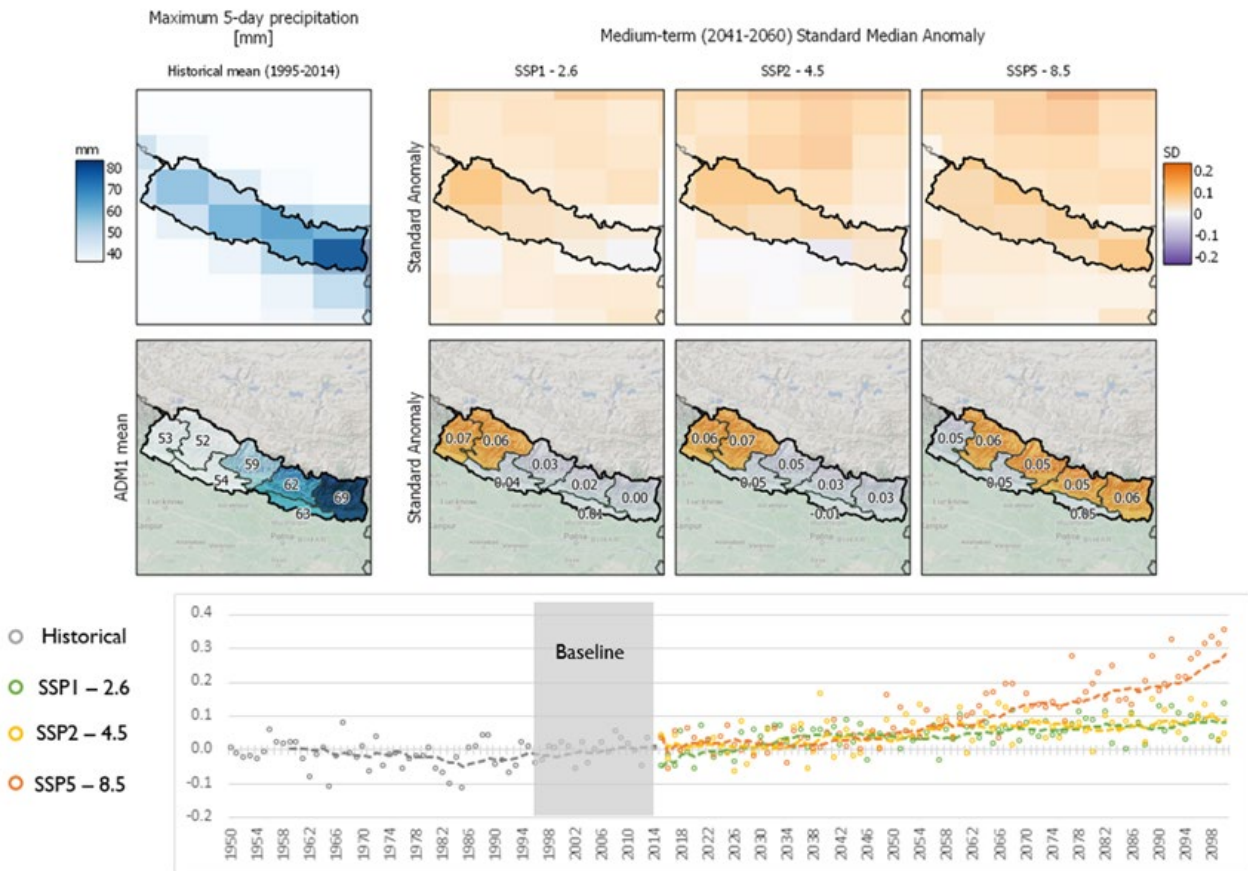 Maximum 5-day precipitation
[mm]
Medium-term (2041-2060) Standard Median Anomaly
Historical mean (1995-2014)
SSP1 - 2.6
SSP2 - 4.5
SSP5 - 8.5
mm
80
70
60
50
40
Standard Anomaly
SD
0.2
0.1
0
-0.1
-0.2
ADM1 mean
53
52
59
54
62
69
63
Standard Anomaly
0.07
0.06
0.03
0.04
0.02
0.00
0.01
0.06
0.07
0.05
0.05
0.03
0.03
-0.01
0.05
0.06
0.05
0.05
0.05
0.06
0.05
Patna
Historical
SSP1 – 2.6
SSP2 – 4.5
SSP5 – 8.5
Baseline
0.4
0.3
0.2
0.1
0.0
-0.1
-0.2
1950 1954 1958 1962 1966 1970 1974 1978 1982 1986 1990 1994 1998 2002 2006 2010 2014 2018 2022 2026 2030 2034 2038 2042 2046 2050 2054 2058 2062 2066 2070 2074 2078 2082 2086 2090 2094 2098